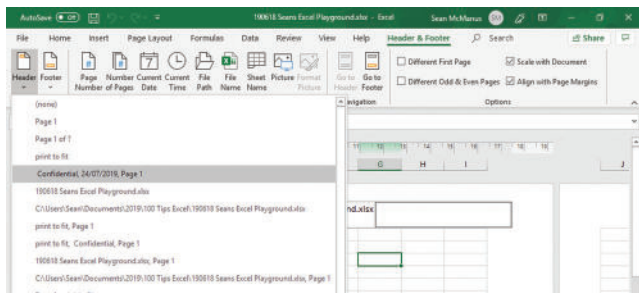 AutoSave Off 190618 Seans Excel Playground.xlsx - Excel Sean McManus SM
File Home Insert Page Layout Formulas Data Review View Help Header & Footer Search Share
Header Footer Page Number Number of Pages Current Date Current Time File Path File Name Sheet Name Picture Format Picture Go to Header Go to Footer
Different First Page Scale with Document
Different Odd & Even Pages Align with Page Margins
Navigation Options
(none)
Page 1
Page 1 of ?
print to fit
Confidential, 24/07/2019, Page 1
190618 Seans Excel Playground.xlsx
C:\Users\Sean\Documents\2019\100 Tips Excel\190618 Seans Excel Playground.xlsx
print to fit, Page 1
print to fit, Confidential, Page 1
190618 Seans Excel Playground.xlsx, Page 1
C:\Users\Sean\Documents\2019\100 Tips Excel\190618 Seans Excel Playground.xlsx, Page 1
G H I J
nd.xlsx